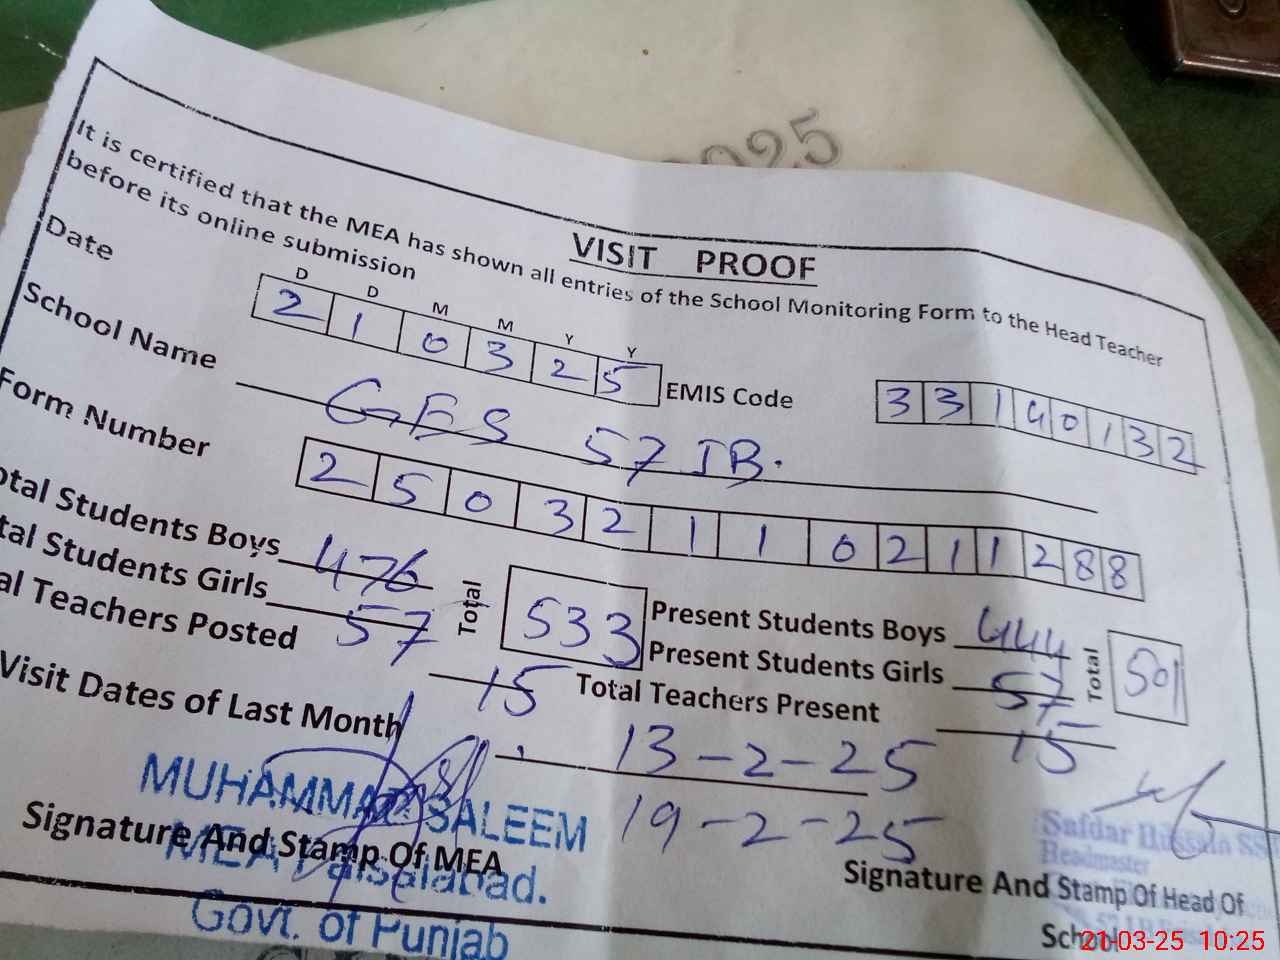 2025
VISIT PROOF
It is certified that the MEA has shown all entries of the School Monitoring Form to the Head Teacher
before its online submission
D D M M Y Y
Date 2 1 0 3 2 5 EMIS Code 3 3 1 4 0 1 3 2
School Name GES 57 JB.
Form Number 2 5 0 3 2 1 1 0 2 1 1 2 8 8
otal Students Boys 476 Total 533 Present Students Boys 444 Total 501
tal Students Girls 57 Present Students Girls 57
al Teachers Posted 15 Total Teachers Present 15
Visit Dates of Last Month 13-2-25
19-2-25
MUHAMMAD SALEEM
MEA Faisalabad.
Govt. of Punjab
Signature And Stamp Of MEA
Safdar Hussain SS
Headmaster
Signature And Stamp Of Head Of
School
21-03-25 10:25